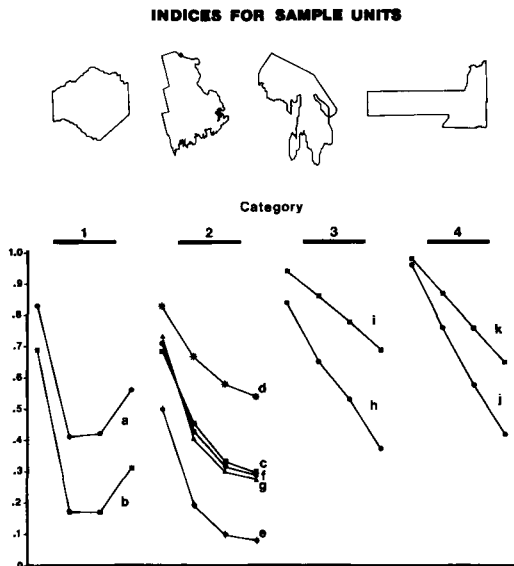 INDICES FOR SAMPLE UNITS
Category
1 2 3 4
1.0
.9
.8
.7
.6
.5
.4
.3
.2
.1
0
a
b
d
c
f
g
e
i
h
k
j